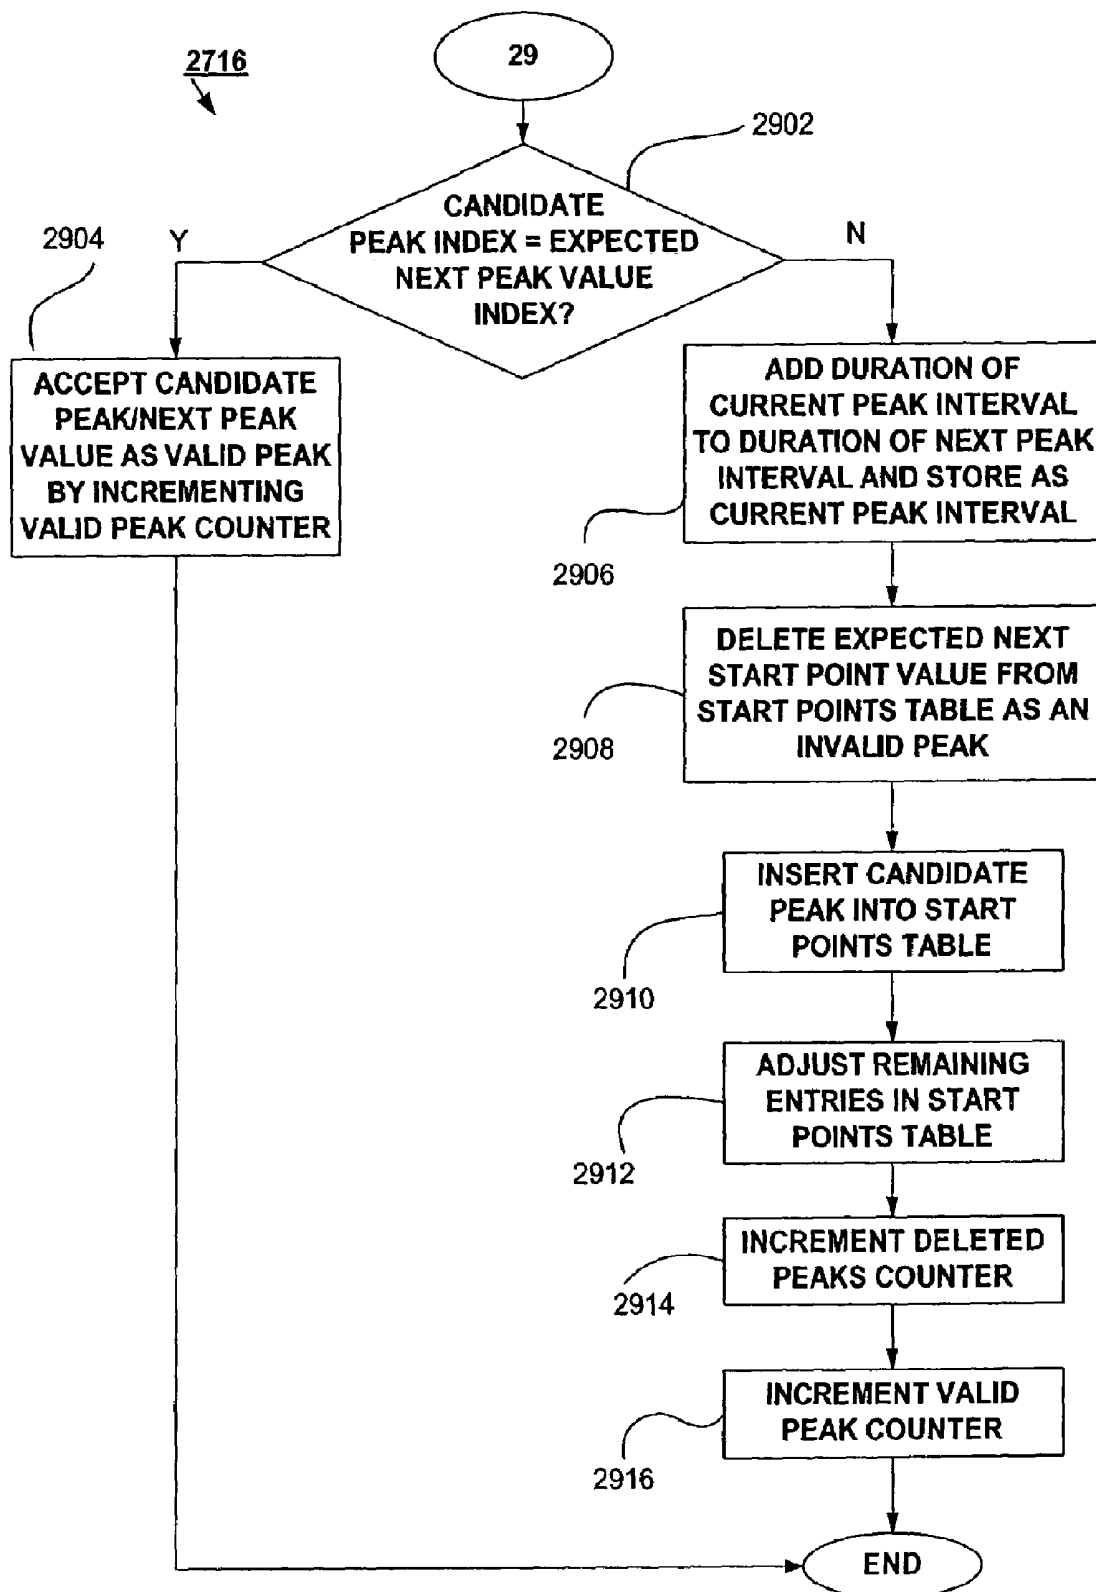 2716
29
2902
CANDIDATE
PEAK INDEX = EXPECTED
NEXT PEAK VALUE
INDEX?
Y
N
2904
ACCEPT CANDIDATE
PEAK/NEXT PEAK
VALUE AS VALID PEAK
BY INCREMENTING
VALID PEAK COUNTER
ADD DURATION OF
CURRENT PEAK INTERVAL
TO DURATION OF NEXT PEAK
INTERVAL AND STORE AS
CURRENT PEAK INTERVAL
2906
DELETE EXPECTED NEXT
START POINT VALUE FROM
START POINTS TABLE AS AN
INVALID PEAK
2908
INSERT CANDIDATE
PEAK INTO START
POINTS TABLE
2910
ADJUST REMAINING
ENTRIES IN START
POINTS TABLE
2912
INCREMENT DELETED
PEAKS COUNTER
2914
INCREMENT VALID
PEAK COUNTER
2916
END